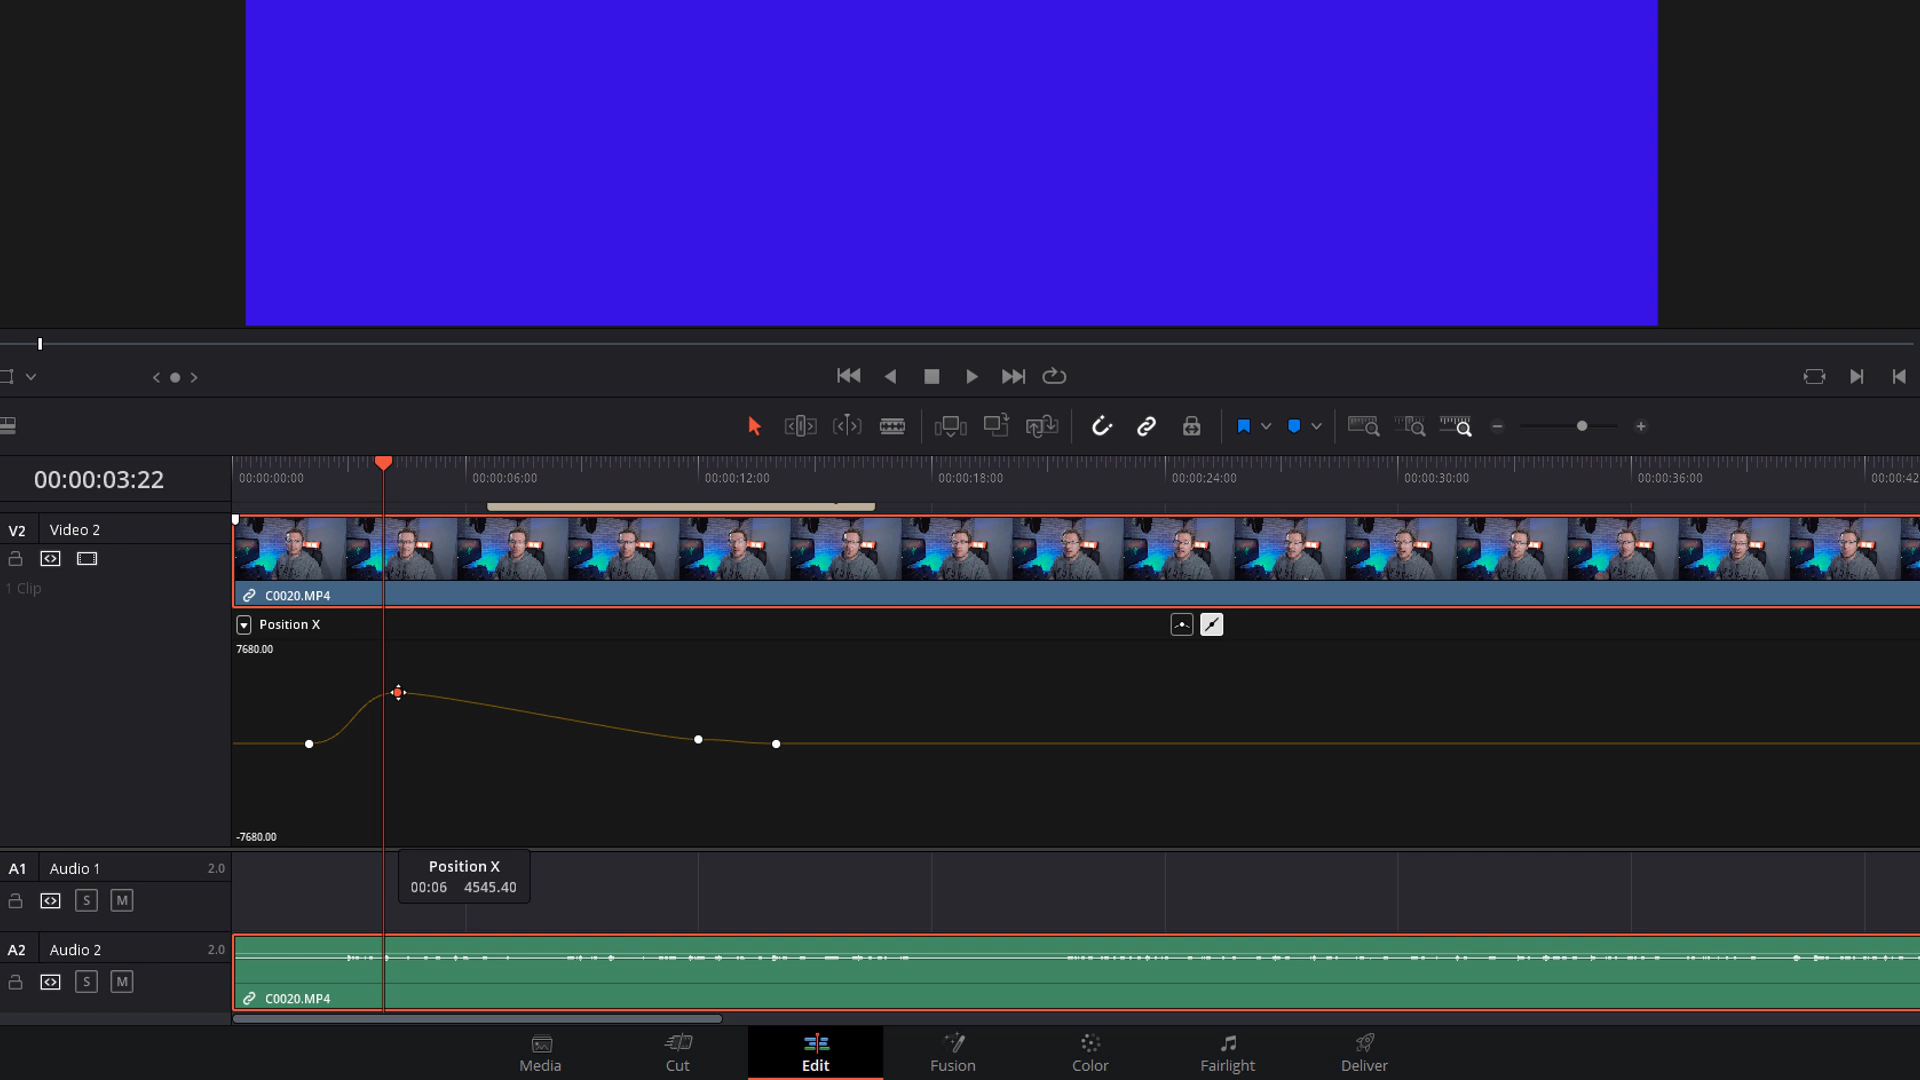 00:00:03:22
00:00:00:00
00:00:06:00
00:00:12:00
00:00:18:00
00:00:24:00
00:00:30:00
00:00:36:00
00:00:42
V2
Video 2
1 Clip
C0020.MP4
Position X
7680.00
-7680.00
A1
Audio 1
2.0
S
M
Position X
00:06
4545.40
A2
Audio 2
2.0
S
M
C0020.MP4
Media
Cut
Edit
Fusion
Color
Fairlight
Deliver